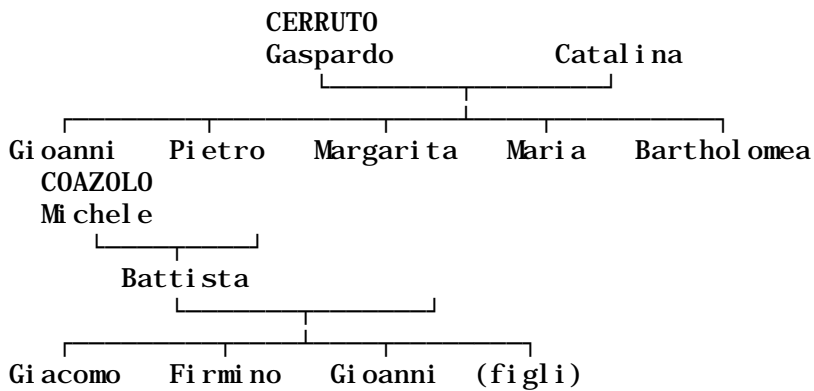 CERRUTO
Gaspardo Catalina
Gioanni Pietro Margarita Maria Bartholomea
COAZOLO
Michele
Battista
Giacomo Firmino Gioanni (figli)